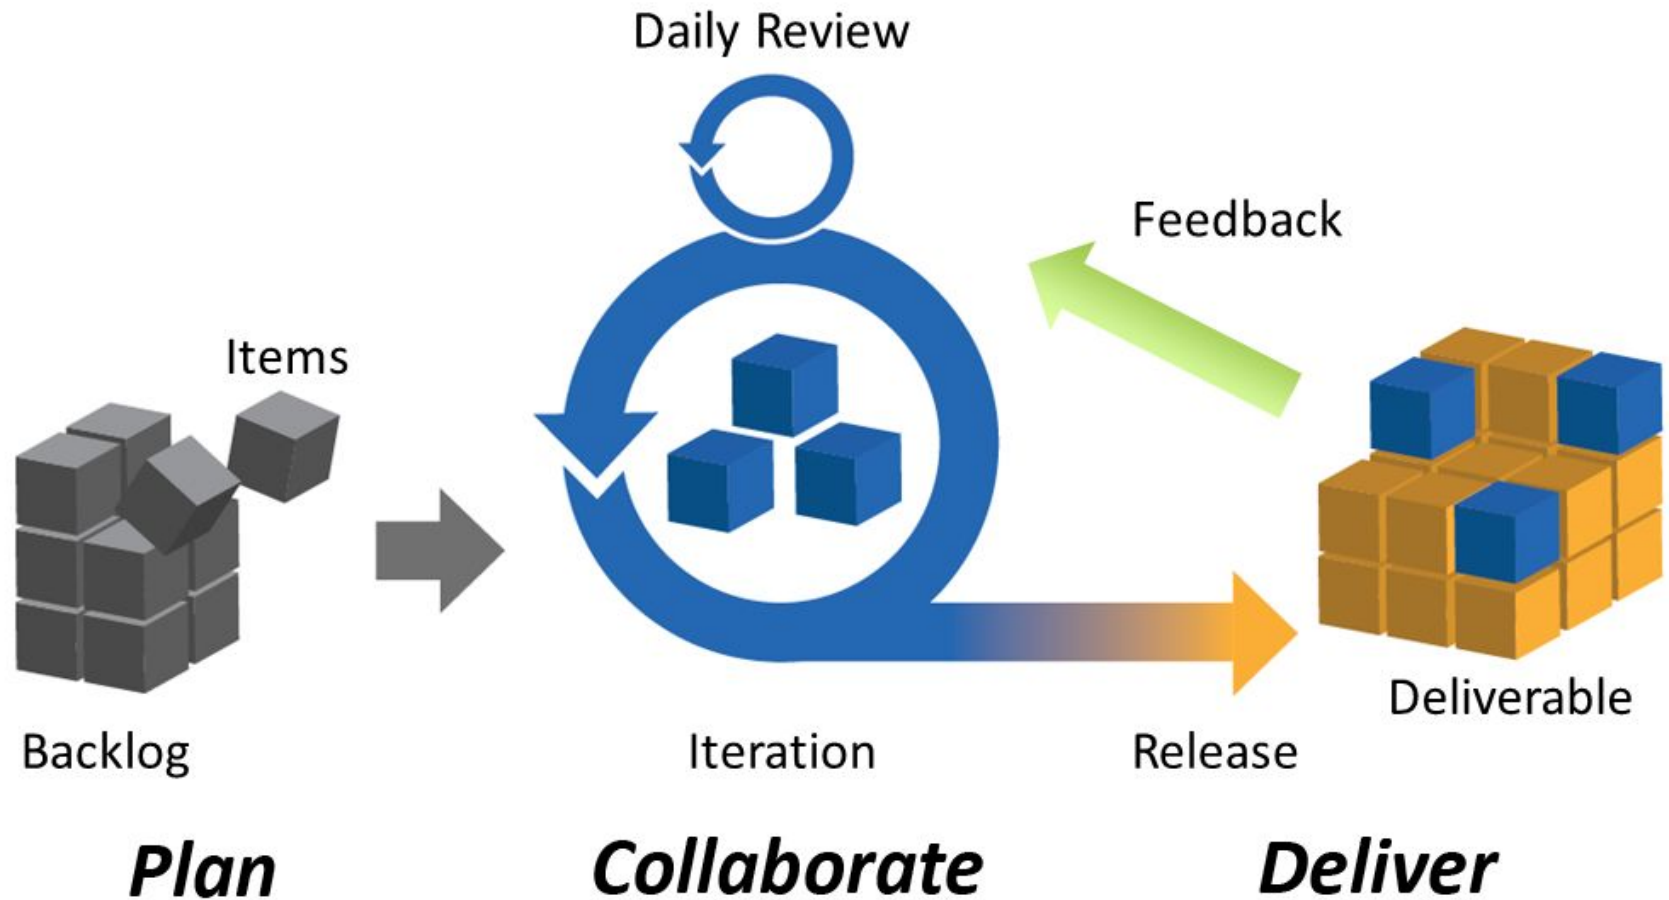 Daily Review
Feedback
Items
Deliverable
Backlog
Iteration
Release
Plan
Collaborate
Deliver